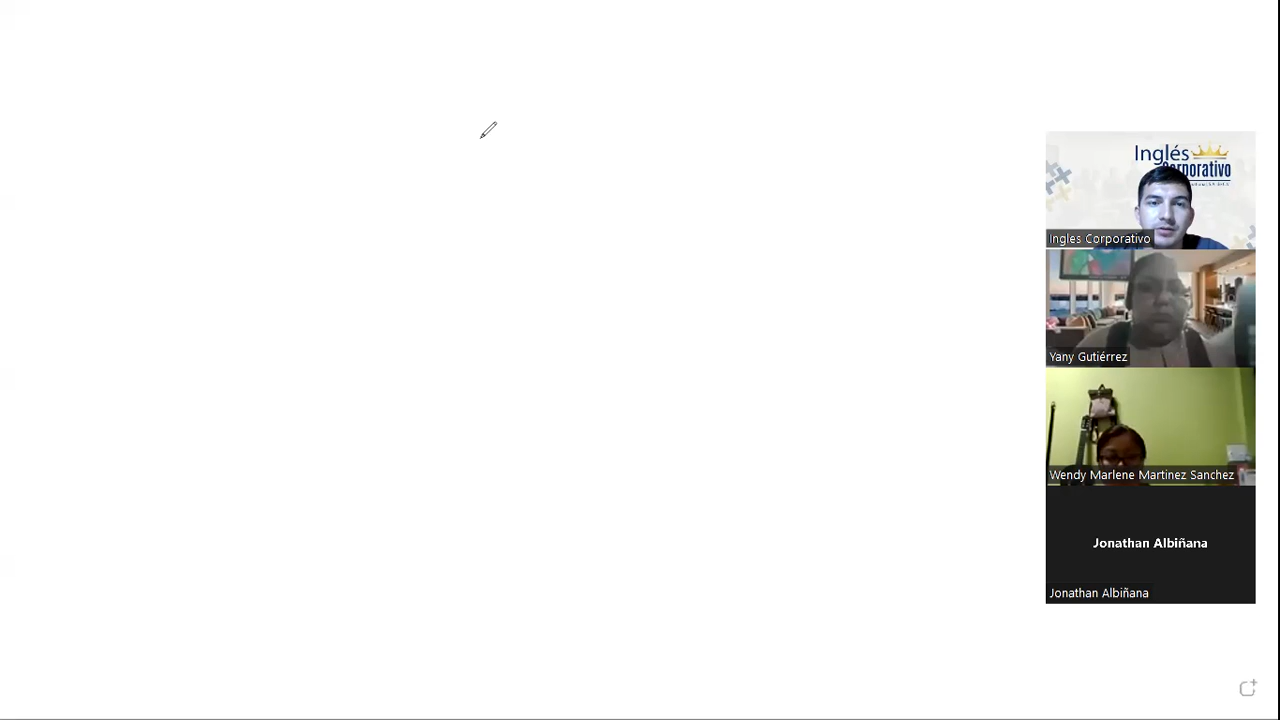 Inglés
Corporativo
Ingles Corporativo
Yany Gutiérrez
Wendy Marlene Martinez Sanchez
Jonathan Albiñana
Jonathan Albiñana